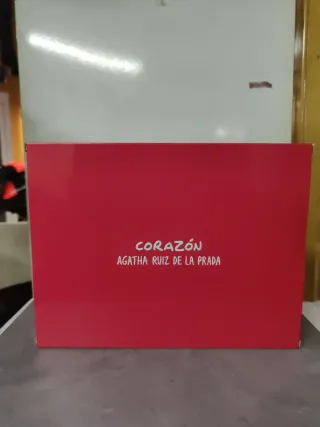 CORAZÓN
AGATHA RUIZ DE LA PRADA